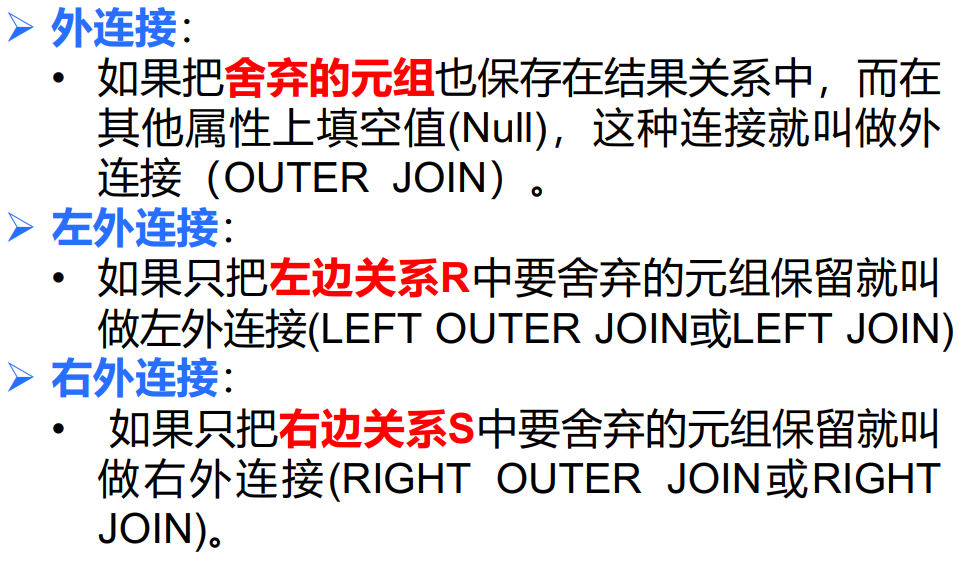 ➢ 外连接：
• 如果把舍弃的元组也保存在结果关系中，而在
其他属性上填空值(Null)，这种连接就叫做外
连接（OUTER JOIN）。
➢ 左外连接：
• 如果只把左边关系R中要舍弃的元组保留就叫
做左外连接(LEFT OUTER JOIN或LEFT JOIN)
➢ 右外连接：
• 如果只把右边关系S中要舍弃的元组保留就叫
做右外连接(RIGHT OUTER JOIN或RIGHT
JOIN)。